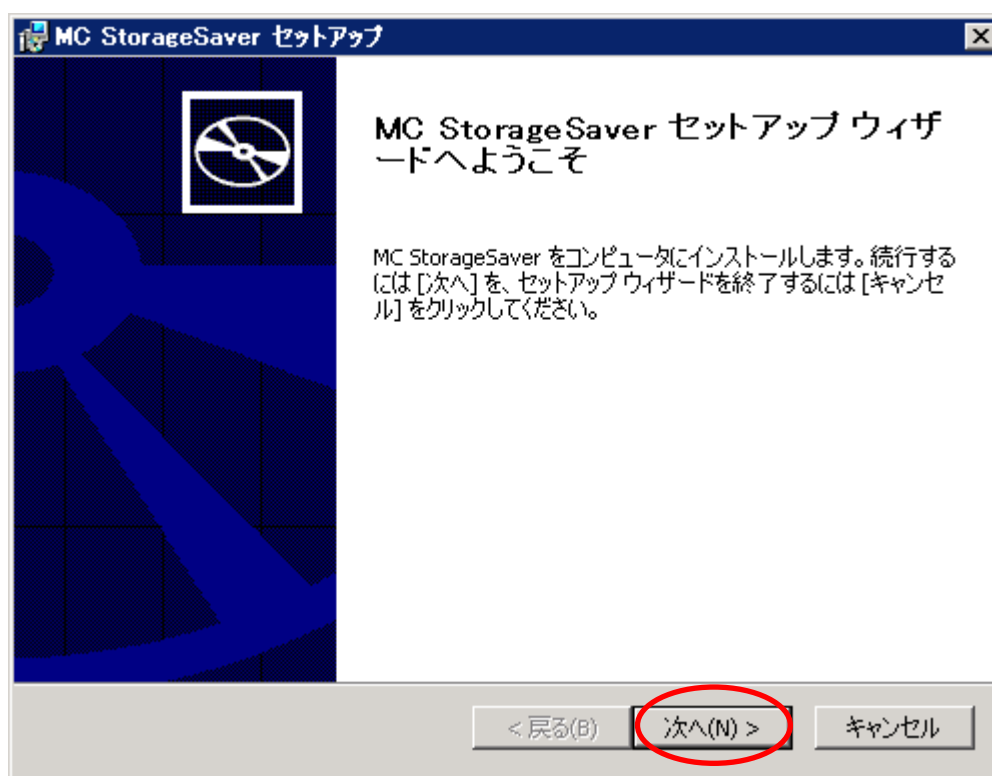 MC StorageSaver セットアップ
MC StorageSaver セットアップ ウィザ
ードへようこそ
MC StorageSaver をコンピュータにインストールします。続行する
には [次へ] を、セットアップ ウィザードを終了するには [キャンセ
ル] をクリックしてください。
< 戻る(B) 次へ(N) > キャンセル